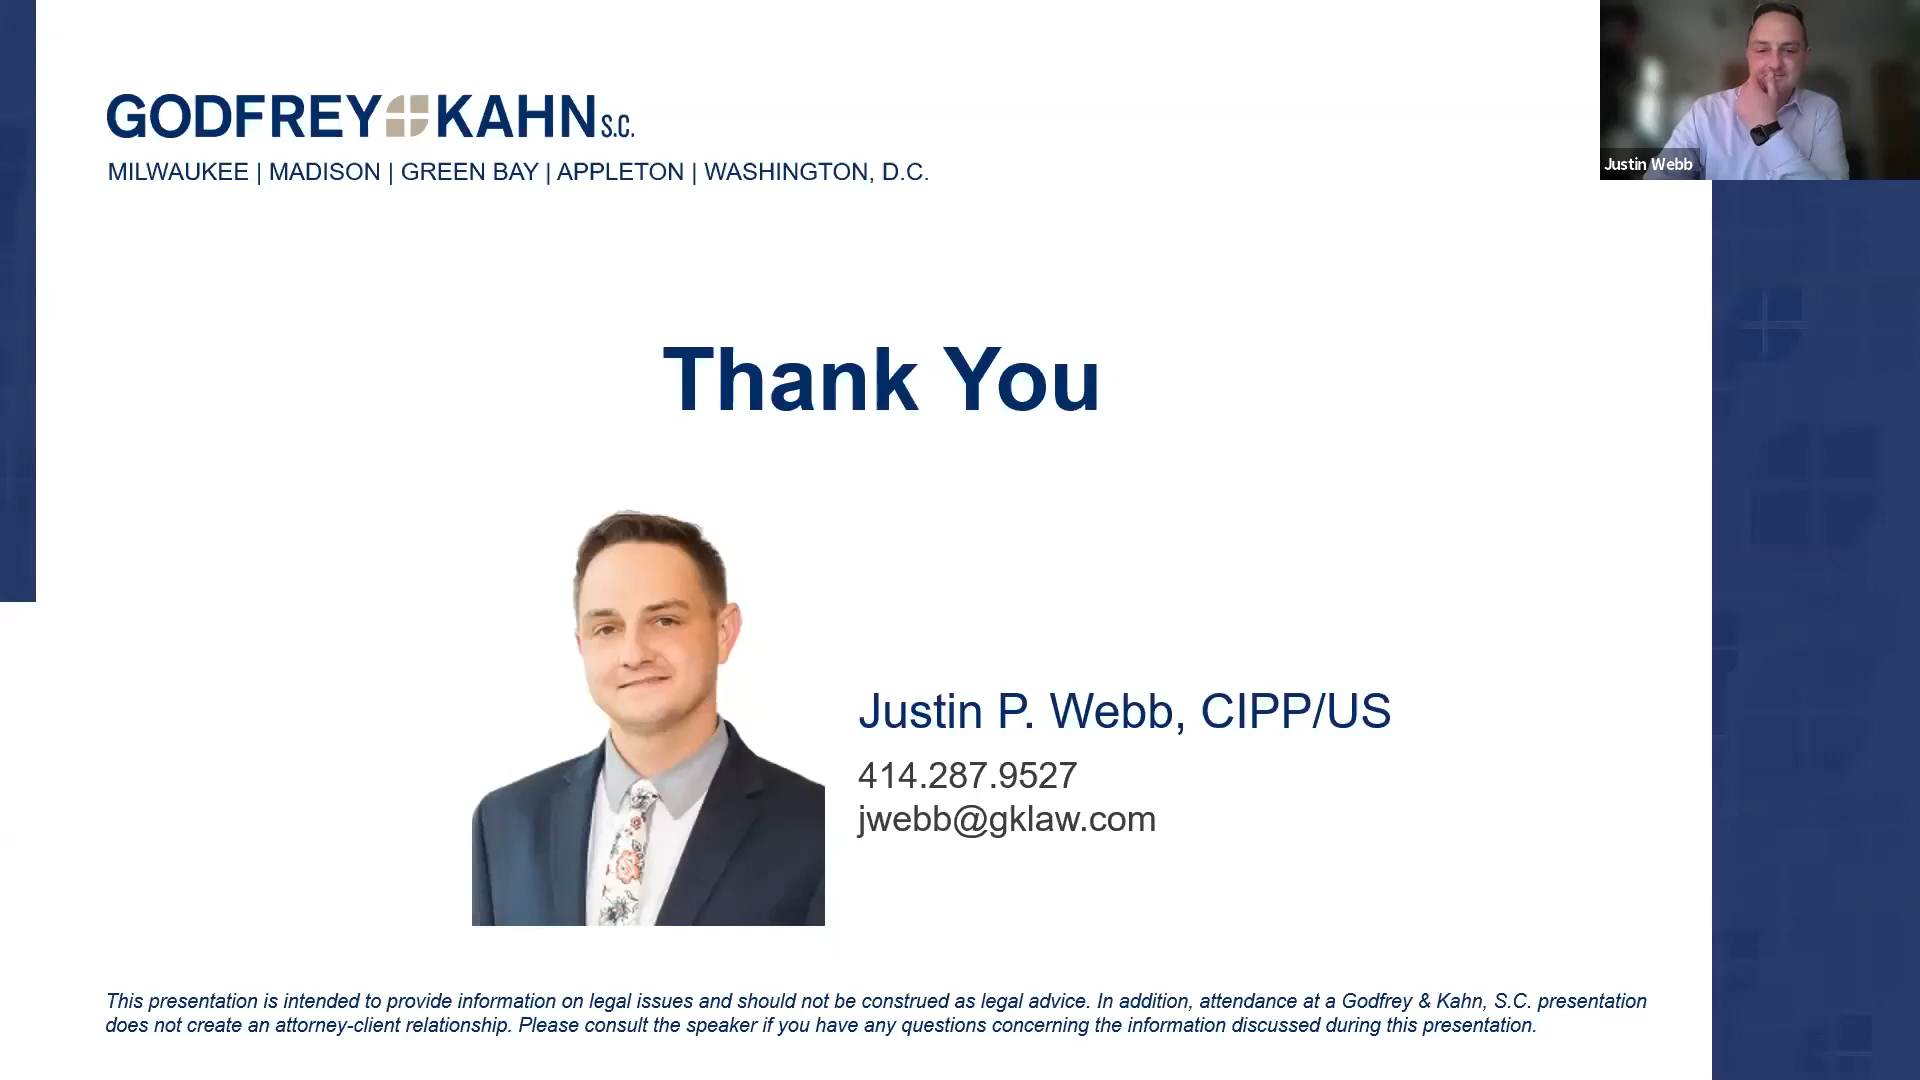 GODFREY KAHN S.C.
MILWAUKEE | MADISON | GREEN BAY | APPLETON | WASHINGTON, D.C.
Justin Webb
Thank You
Justin P. Webb, CIPP/US
414.287.9527
jwebb@gklaw.com
This presentation is intended to provide information on legal issues and should not be construed as legal advice. In addition, attendance at a Godfrey & Kahn, S.C. presentation
does not create an attorney-client relationship. Please consult the speaker if you have any questions concerning the information discussed during this presentation.